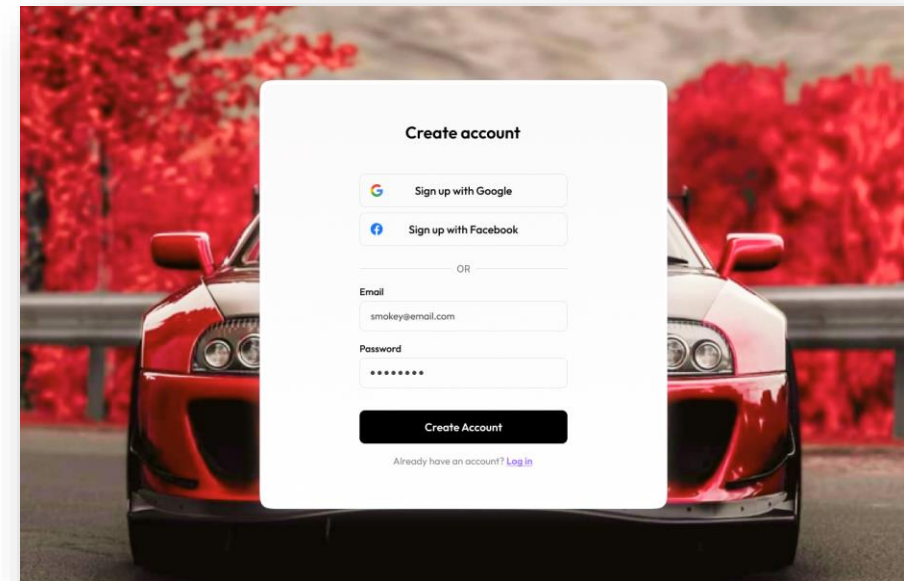 Create account
Sign up with Google
Sign up with Facebook
OR
Email
smokey@email.com
Password
••••••••
Create Account
Already have an account? Log in